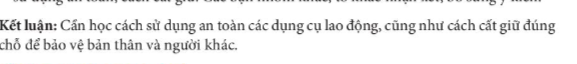 Kết luận: Cần học cách sử dụng an toàn các dụng cụ lao động, cũng như cách cất giữ đúng
chỗ để bảo vệ bản thân và người khác.